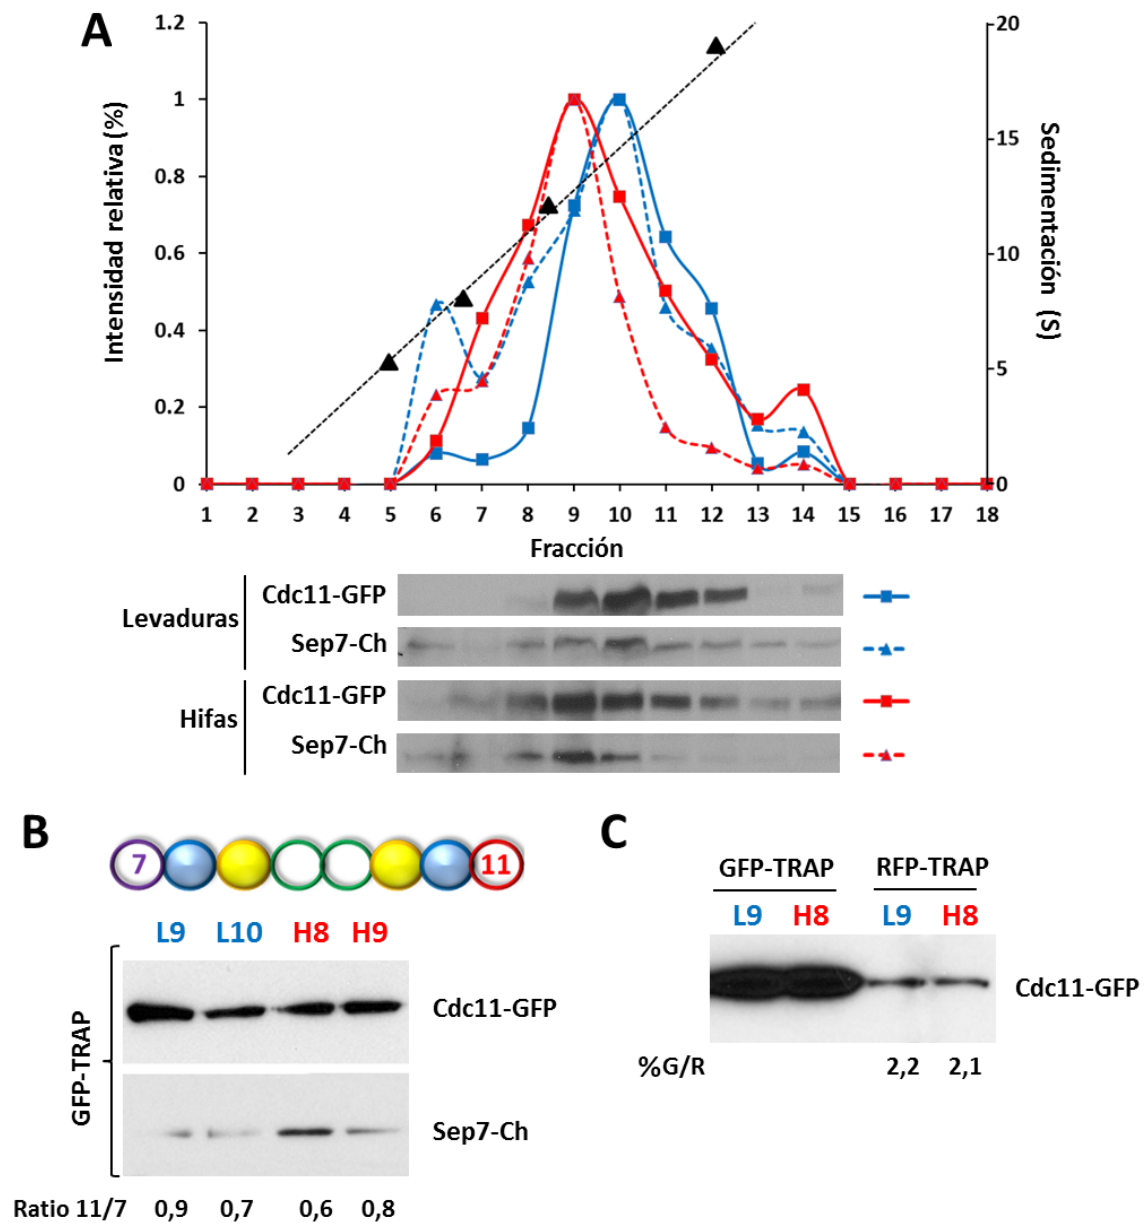 A
Intensidad relativa (%)
1.2
1
0.8
0.6
0.4
0.2
0
20
15
10
5
0
Sedimentación (S)
1 2 3 4 5 6 7 8 9 10 11 12 13 14 15 16 17 18
Fracción
Levaduras
Cdc11-GFP
Sep7-Ch
Hifas
Cdc11-GFP
Sep7-Ch
B
7 11
L9 L10 H8 H9
GFP-TRAP
Cdc11-GFP
Sep7-Ch
Ratio 11/7 0,9 0,7 0,6 0,8
C
GFP-TRAP RFP-TRAP
L9 H8 L9 H8
Cdc11-GFP
%G/R 2,2 2,1